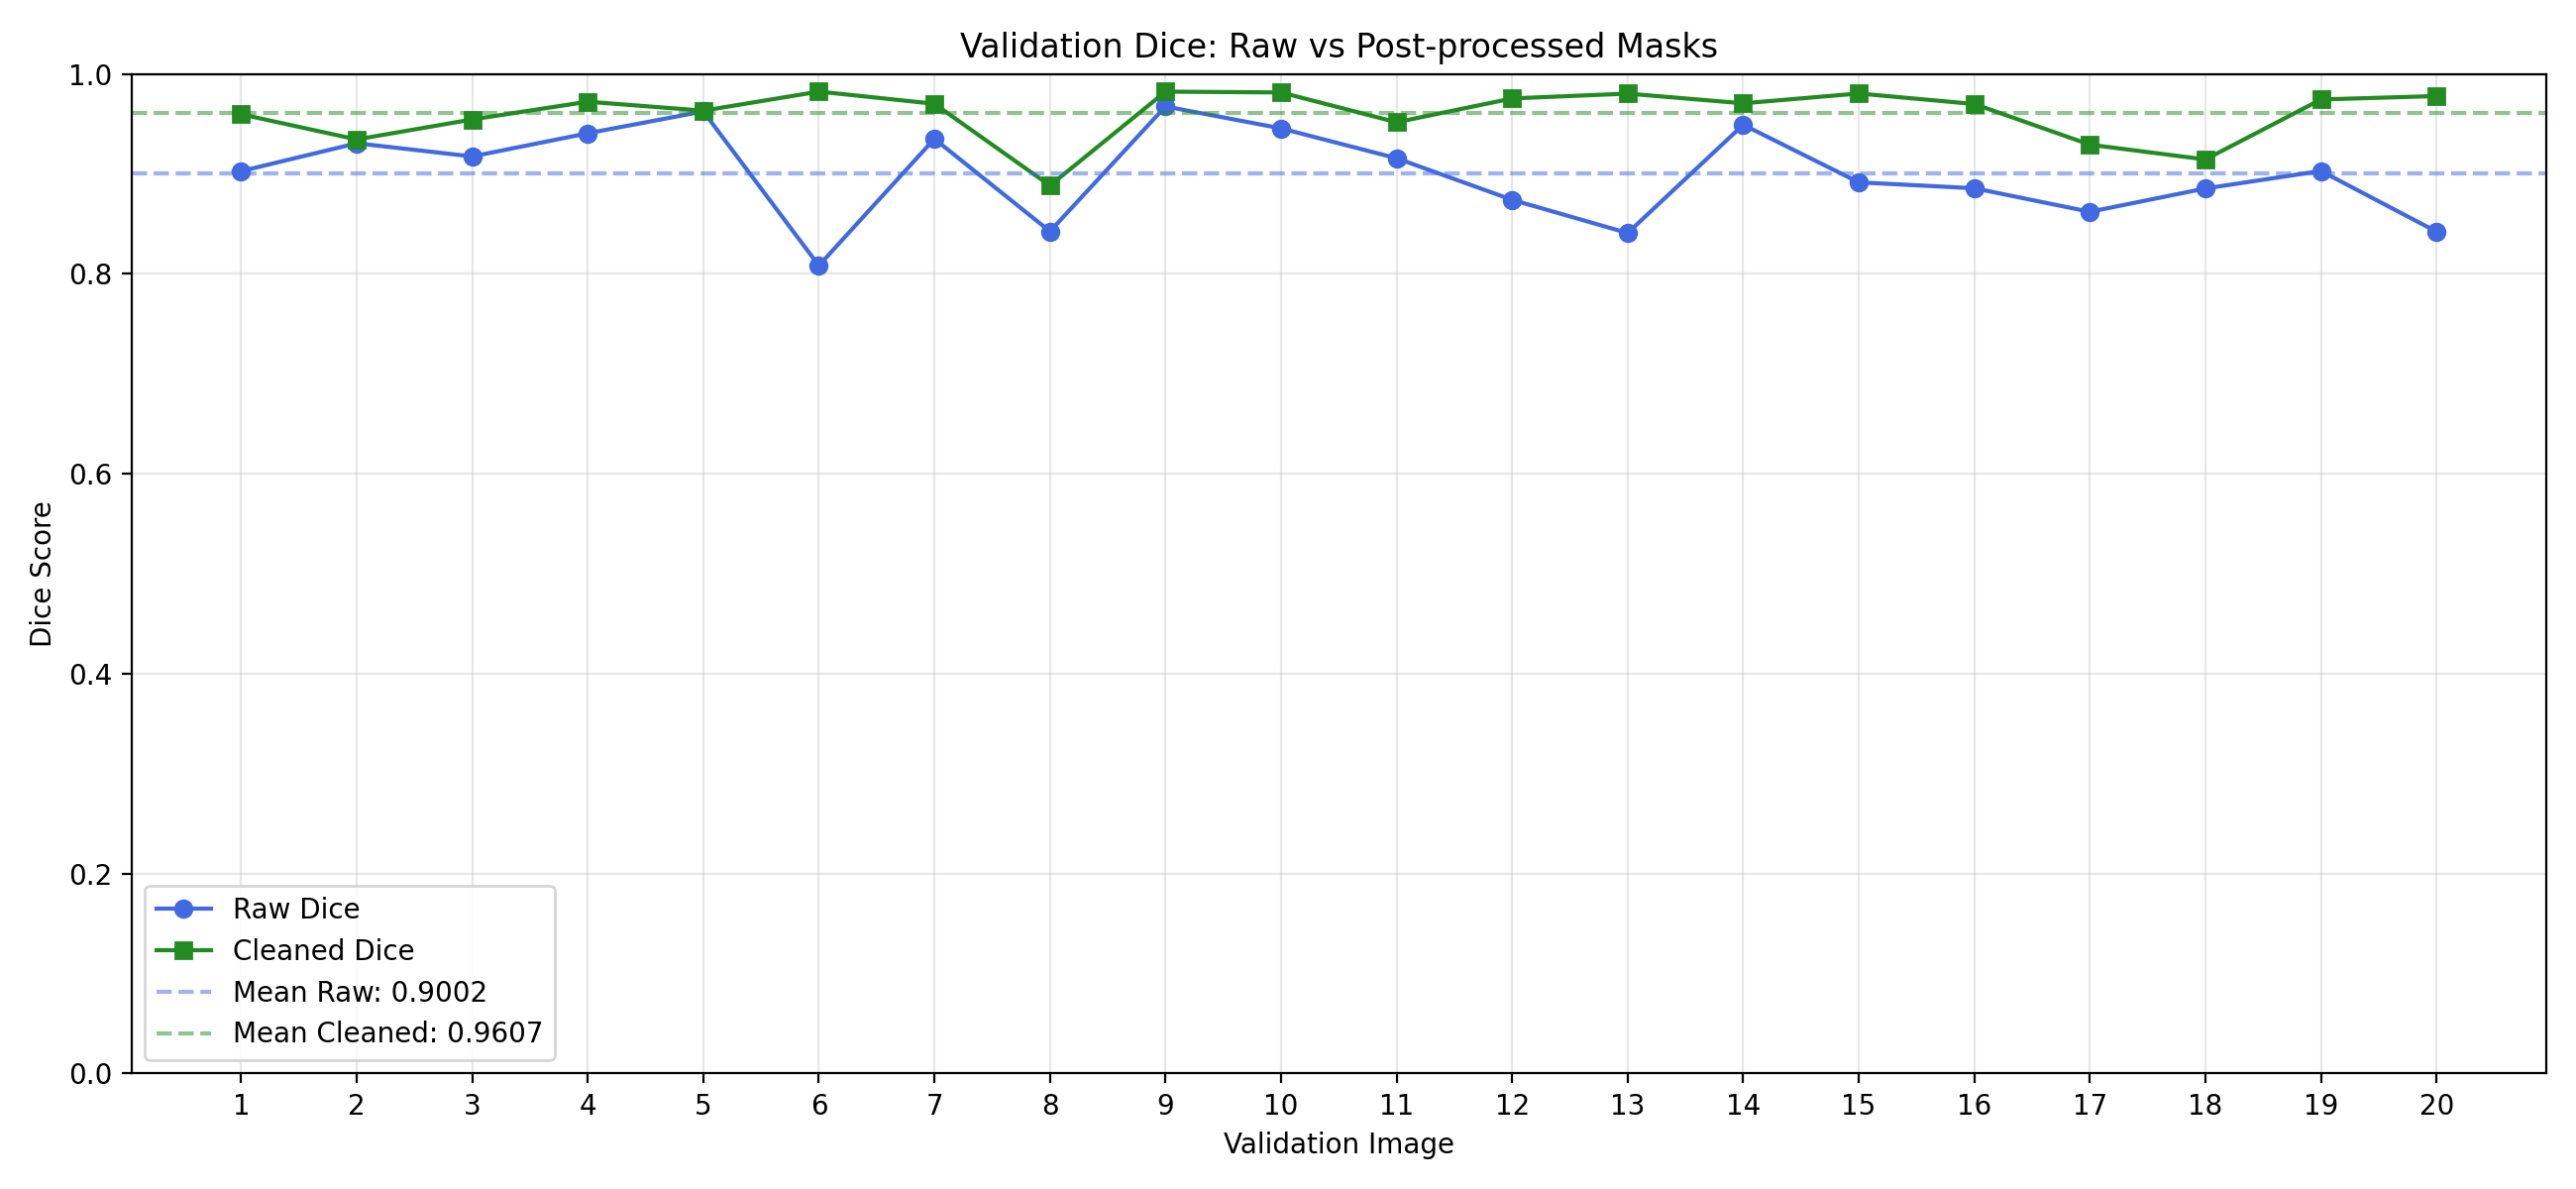 Validation Dice: Raw vs Post-processed Masks
1.0
0.8
0.6
0.4
0.2
0.0
Dice Score
Raw Dice
Cleaned Dice
Mean Raw: 0.9002
Mean Cleaned: 0.9607
1 2 3 4 5 6 7 8 9 10 11 12 13 14 15 16 17 18 19 20
Validation Image